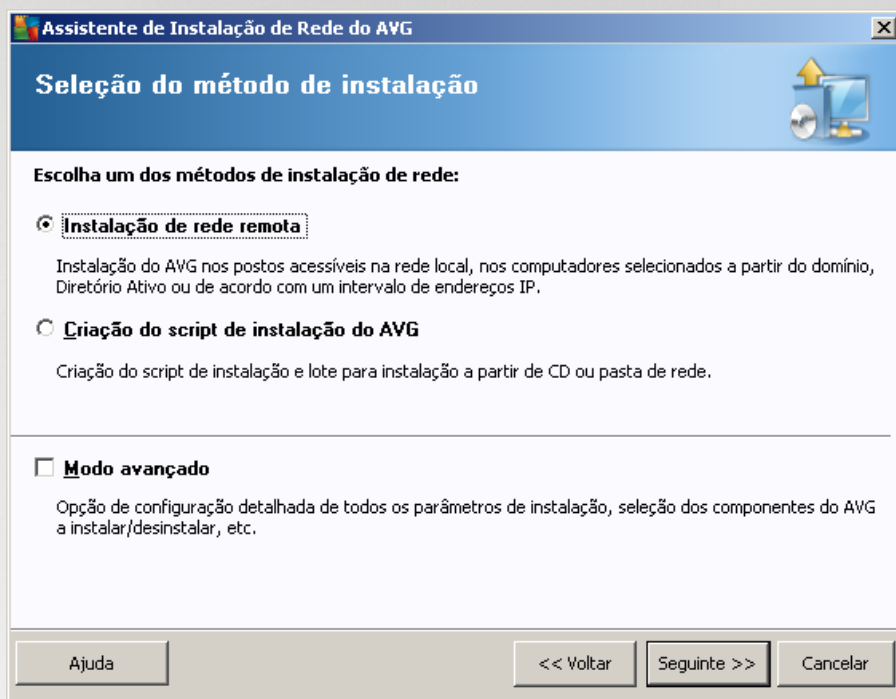 Assistente de Instalação de Rede do AVG
Seleção do método de instalação
Escolha um dos métodos de instalação de rede:
Instalação de rede remota
Instalação do AVG nos postos acessíveis na rede local, nos computadores selecionados a partir do domínio,
Diretório Ativo ou de acordo com um intervalo de endereços IP.
Criação do script de instalação do AVG
Criação do script de instalação e lote para instalação a partir de CD ou pasta de rede.
Modo avançado
Opção de configuração detalhada de todos os parâmetros de instalação, seleção dos componentes do AVG
a instalar/desinstalar, etc.
Ajuda
<< Voltar
Seguinte >>
Cancelar